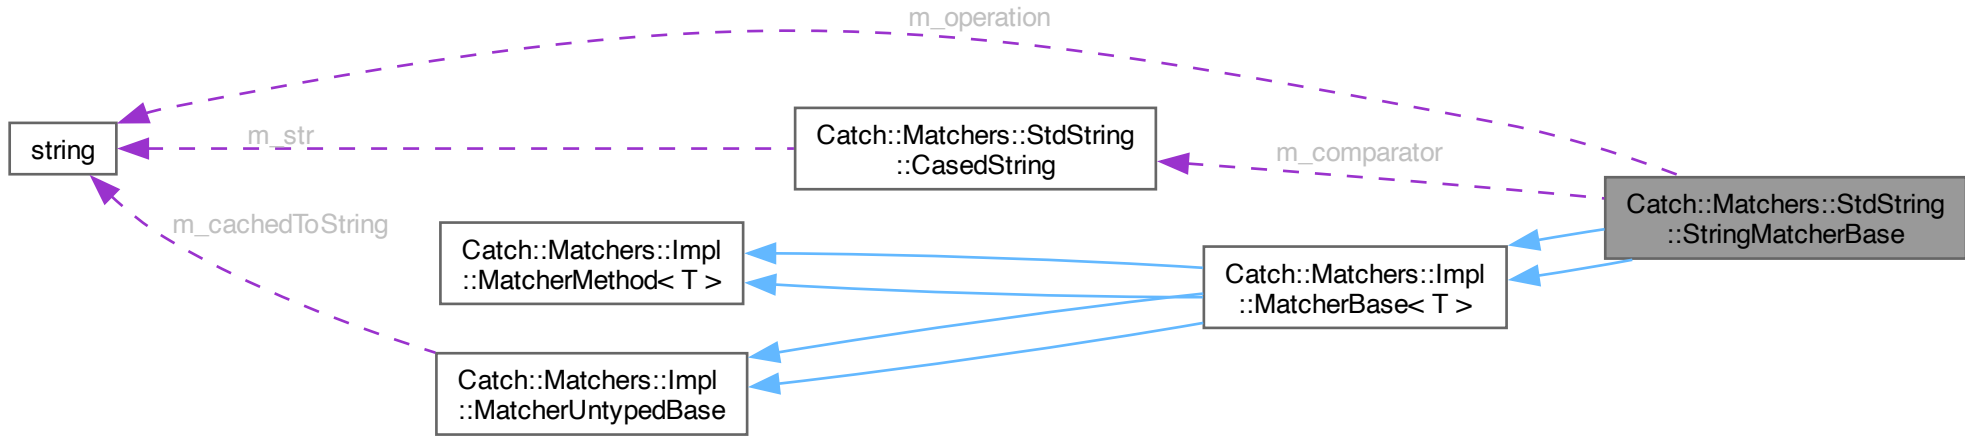 m_operation
string
m_str
Catch::Matchers::StdString
::CasedString
m_comparator
Catch::Matchers::StdString
::StringMatcherBase
m_cachedToString
Catch::Matchers::Impl
::MatcherMethod< T >
Catch::Matchers::Impl
::MatcherBase< T >
Catch::Matchers::Impl
::MatcherUntypedBase